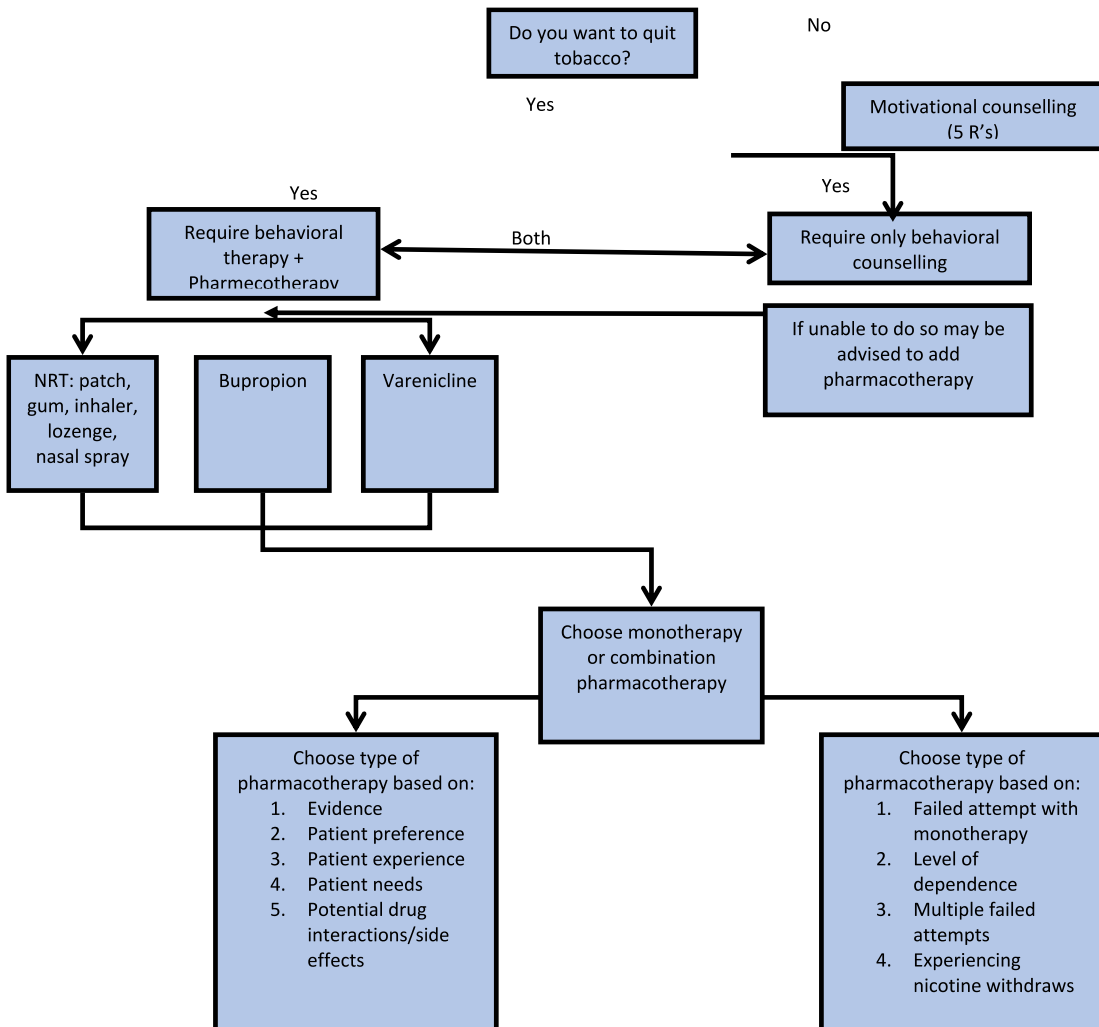 Do you want to quit
tobacco?
No
Yes
Motivational counselling
(5 R's)
Yes
Yes
Require behavioral
therapy +
Pharmecotherapy
Both
Require only behavioral
counselling
If unable to do so may be
advised to add
pharmacotherapy
NRT: patch,
gum, inhaler,
lozenge,
nasal spray
Bupropion
Varenicline
Choose monotherapy
or combination
pharmacotherapy
Choose type of
pharmacotherapy based on:
1. Evidence
2. Patient preference
3. Patient experience
4. Patient needs
5. Potential drug
interactions/side
effects
Choose type of
pharmacotherapy based on:
1. Failed attempt with
monotherapy
2. Level of
dependence
3. Multiple failed
attempts
4. Experiencing
nicotine withdraws